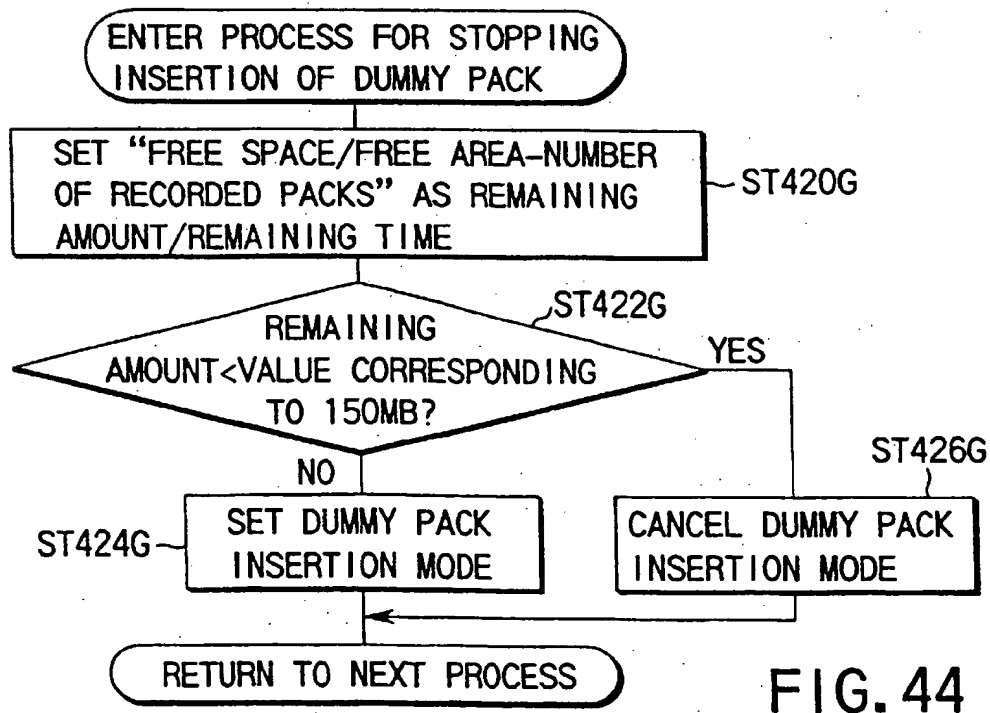 ENTER PROCESS FOR STOPPING
INSERTION OF DUMMY PACK
SET “FREE SPACE/FREE AREA-NUMBER
OF RECORDED PACKS” AS REMAINING
AMOUNT/REMAINING TIME
ST420G
ST422G
REMAINING
AMOUNT<VALUE CORRESPONDING
TO 150MB?
YES
NO
ST426G
ST424G
SET DUMMY PACK
INSERTION MODE
CANCEL DUMMY PACK
INSERTION MODE
RETURN TO NEXT PROCESS
FIG. 44